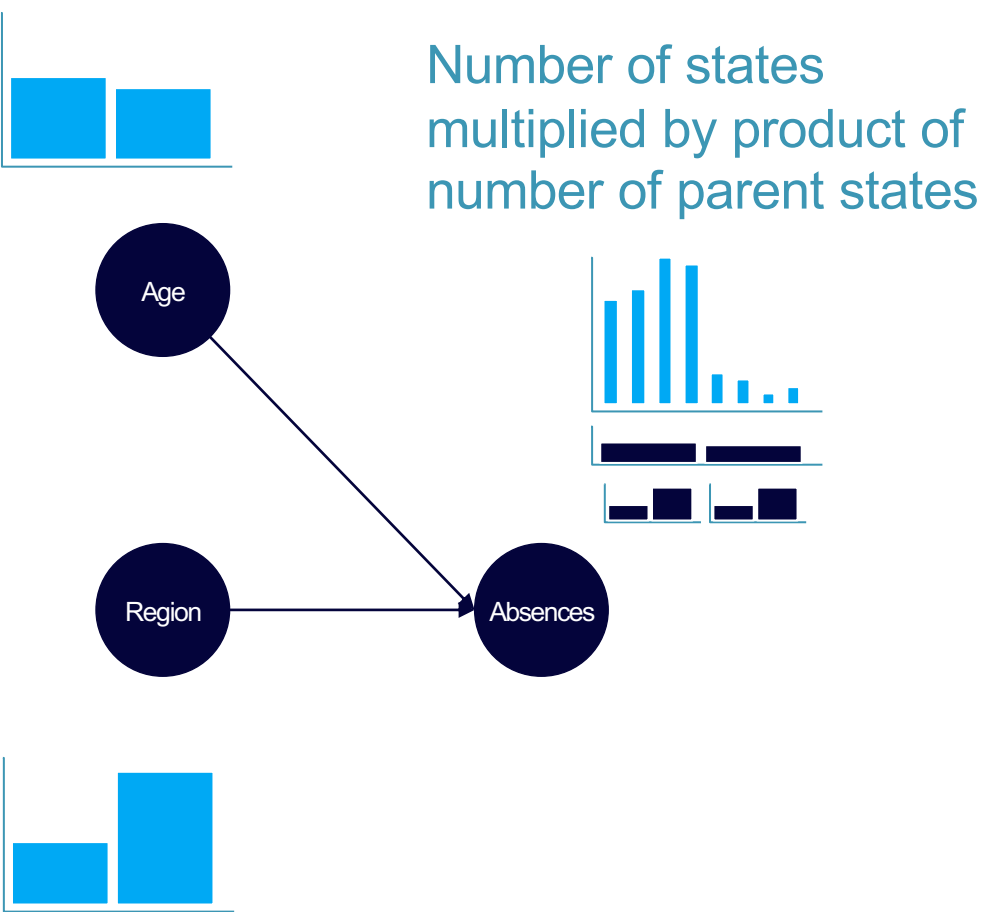 Number of states
multiplied by product of
number of parent states
Age
Region
Absences